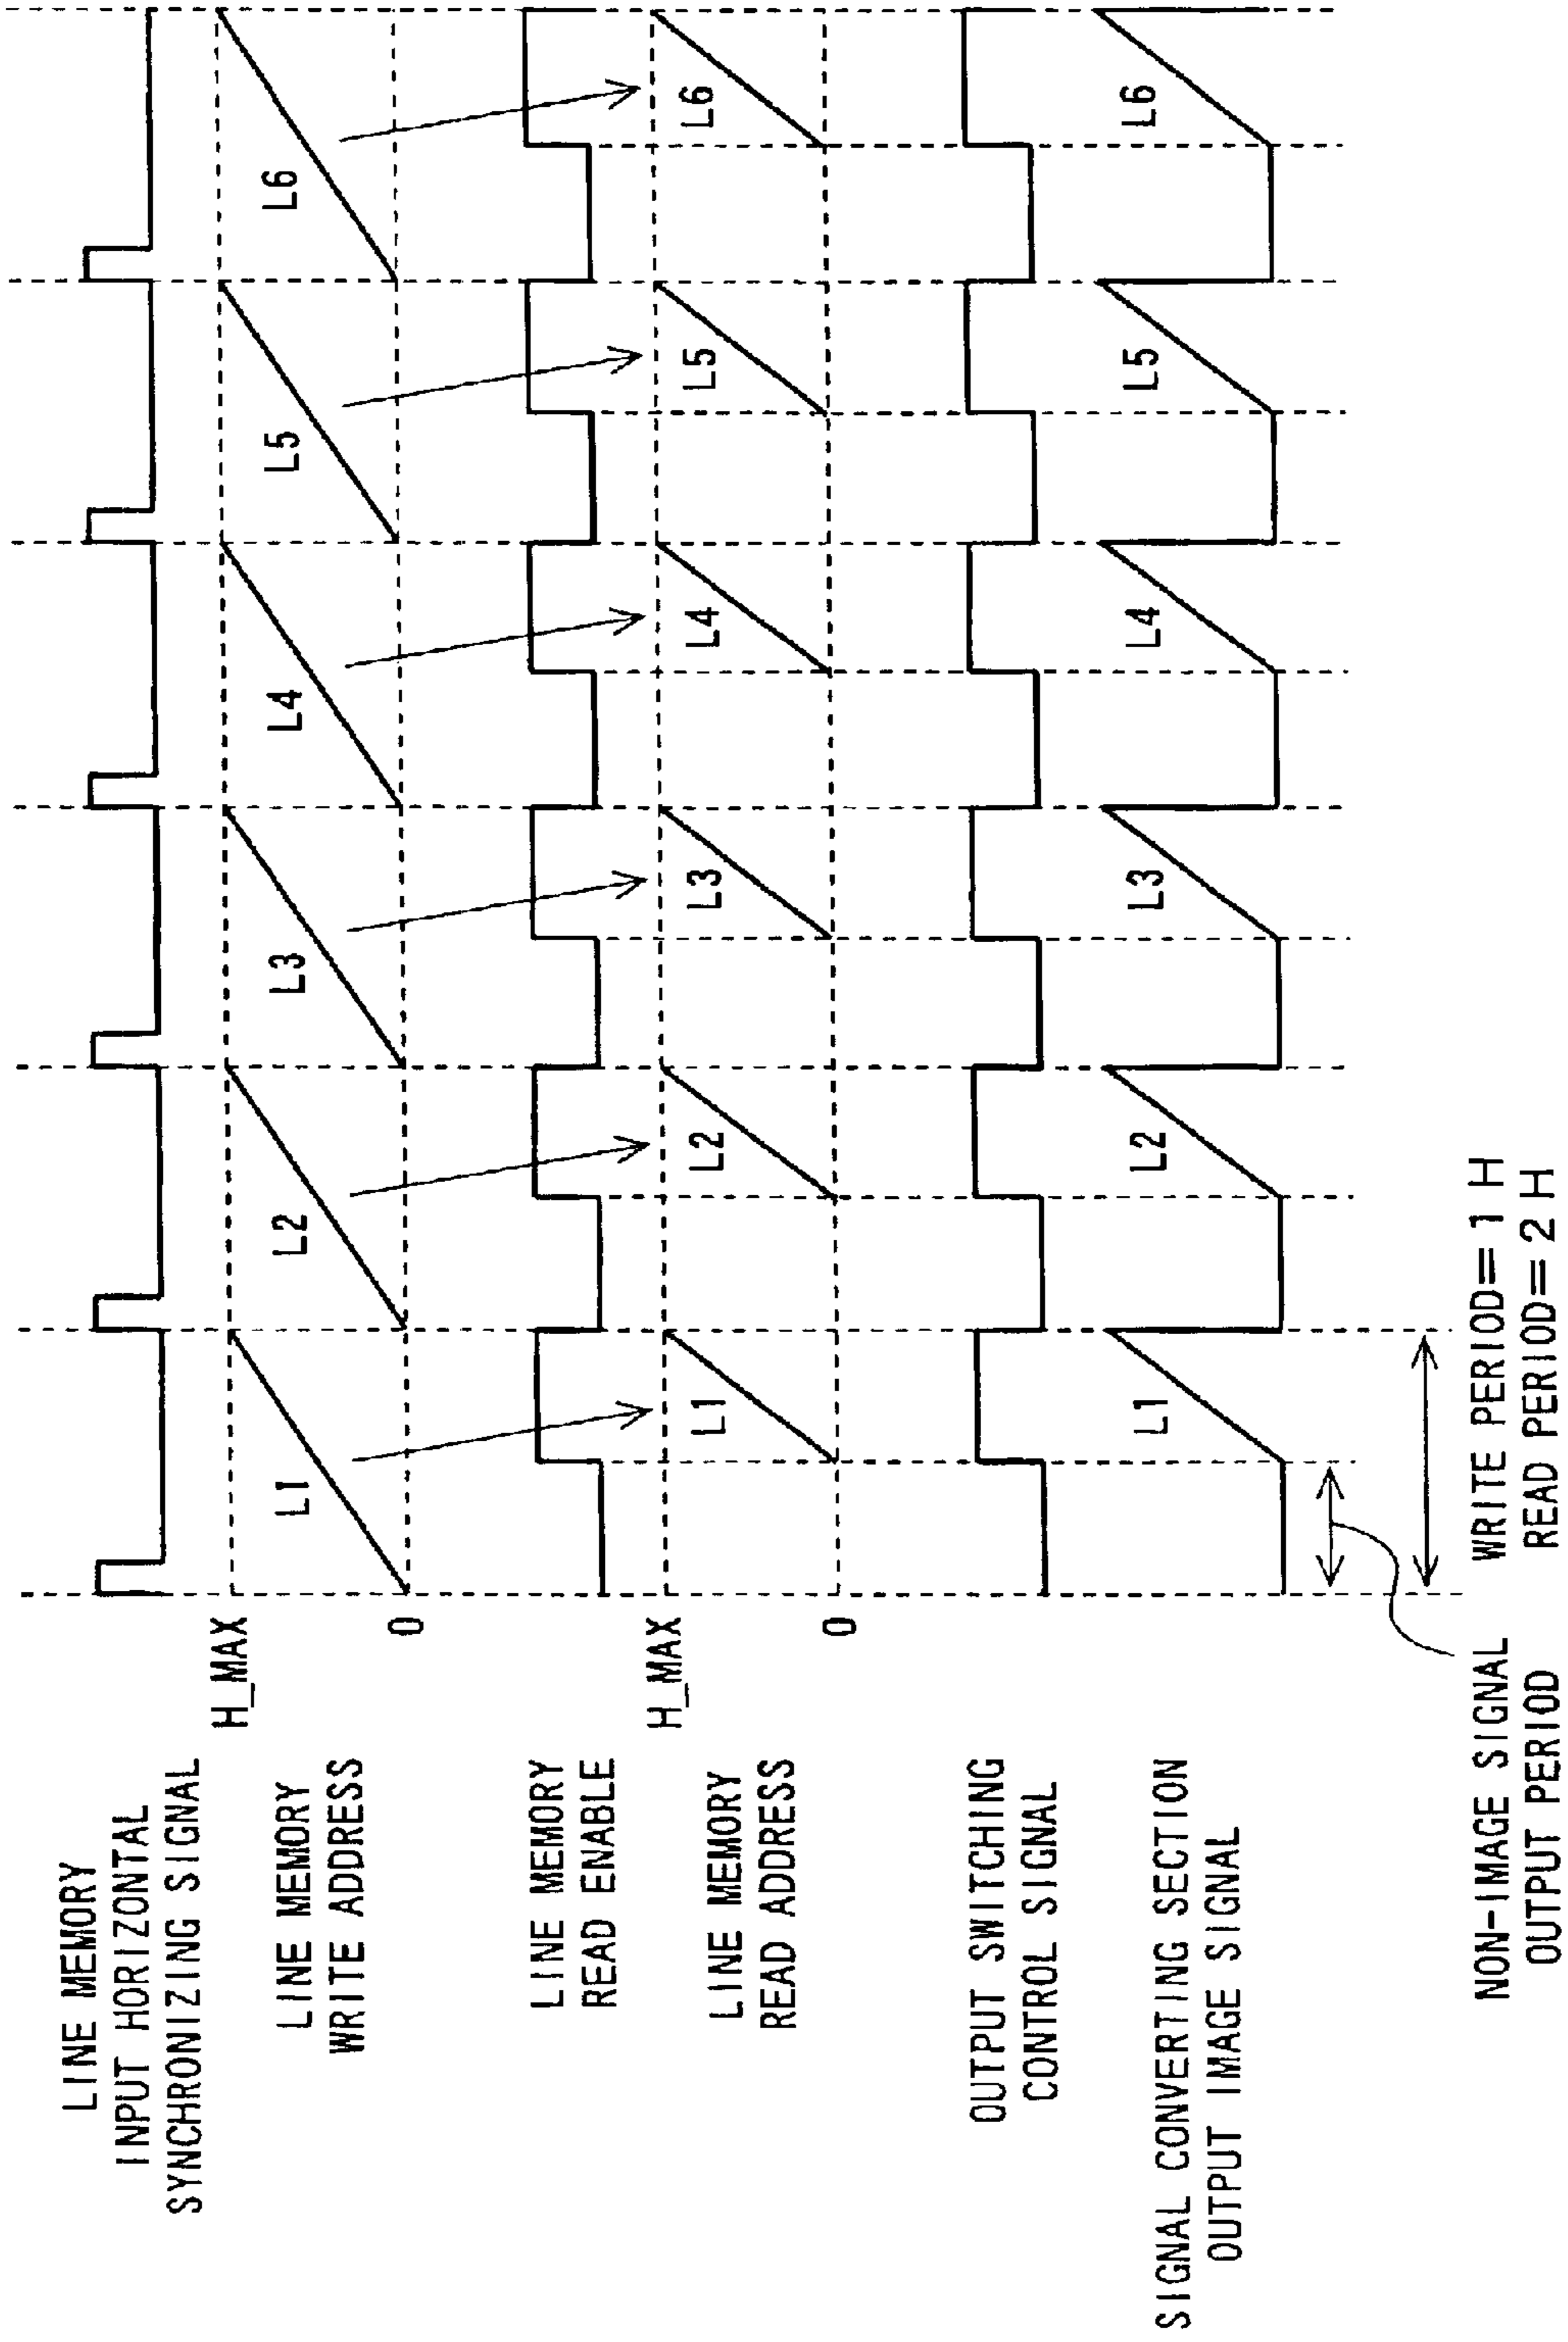 LINE MEMORY
INPUT HORIZONTAL
SYNCHRONIZING SIGNAL
H_MAX
LINE MEMORY
WRITE ADDRESS
0
L1
L2
L3
L4
L5
L6
LINE MEMORY
READ ENABLE
H_MAX
LINE MEMORY
READ ADDRESS
0
L1
L2
L3
L4
L5
L6
OUTPUT SWITCHING
CONTROL SIGNAL
SIGNAL CONVERTING SECTION
OUTPUT IMAGE SIGNAL
L1
L2
L3
L4
L5
L6
NON-IMAGE SIGNAL
OUTPUT PERIOD
WRITE PERIOD=1 H
READ PERIOD=2 H